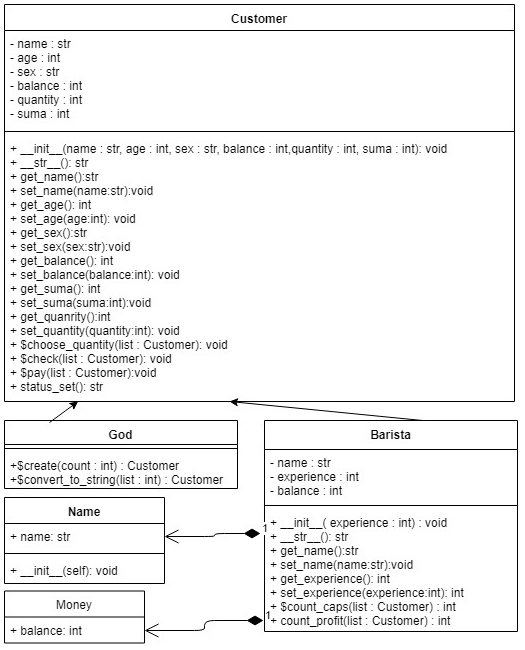 Customer
- name : str
- age : int
- sex : str
- balance : int
- quantity : int
- suma : int
+ __init__(name : str, age : int, sex : str, balance : int,quantity : int, suma : int): void
+ __str__(): str
+ get_name():str
+ set_name(name:str):void
+ get_age(): int
+ set_age(age:int): void
+ get_sex():str
+ set_sex(sex:str):void
+ get_balance(): int
+ set_balance(balance:int): void
+ get_suma(): int
+ set_suma(suma:int):void
+ get_quanrity():int
+ set_quantity(quantity:int): void
+ $choose_quantity(list : Customer): void
+ $check(list : Customer): void
+ $pay(list : Customer):void
+ status_set(): str
God
+$create(count : int) : Customer
+$convert_to_string(list : int) : Customer
Barista
- name : str
- experience : int
- balance : int
+ __init__( experience : int) : void
+ __str__(): str
+ get_name():str
+ set_name(name:str):void
+ get_experience(): int
+ set_experience(experience:int): int
+ $count_caps(list : Customer) : int
+ count_profit(list : Customer) : int
Name
+ name: str
+ __init__(self): void
1
Money
+ balance: int
1